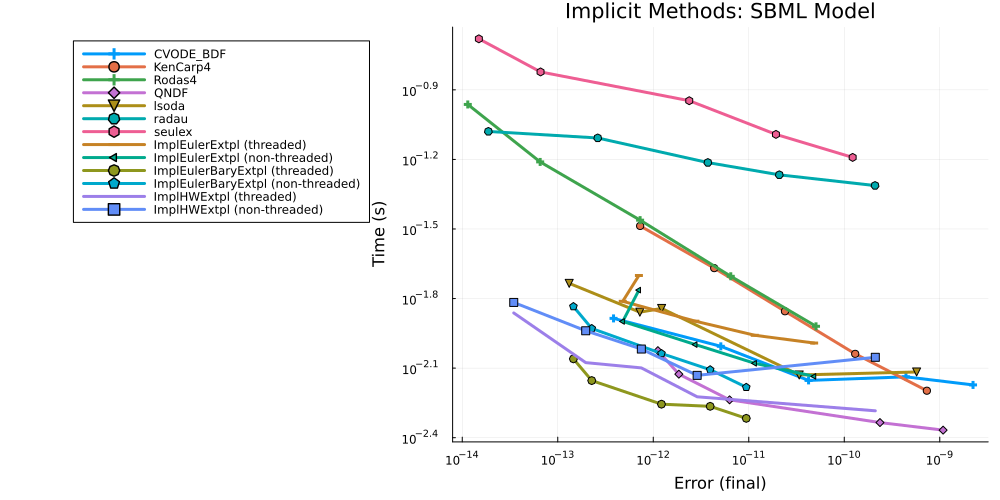 Implicit Methods: SBML Model
CVODE_BDF
KenCarp4
Rodas4
QNDF
lsoda
radau
seulex
ImplEulerExtpl (threaded)
ImplEulerExtpl (non-threaded)
ImplEulerBaryExtpl (threaded)
ImplEulerBaryExtpl (non-threaded)
ImplHWExtpl (threaded)
ImplHWExtpl (non-threaded)
Time (s)
10⁻⁰·⁹
10⁻¹·²
10⁻¹·⁵
10⁻¹·⁸
10⁻²·¹
10⁻²·⁴
10⁻¹⁴ 10⁻¹³ 10⁻¹² 10⁻¹¹ 10⁻¹⁰ 10⁻⁹
Error (final)